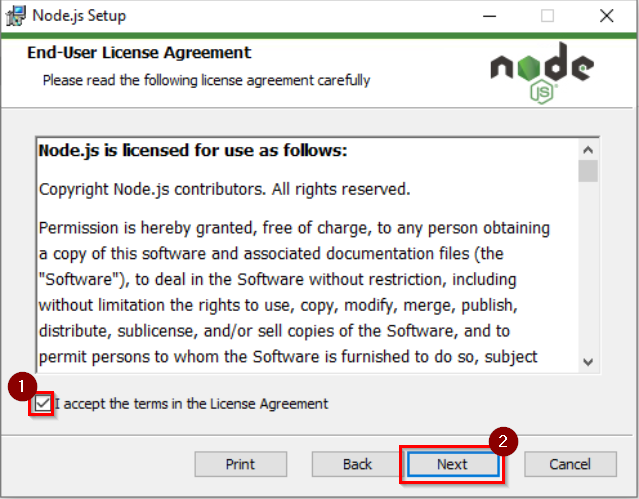 Node.js Setup
End-User License Agreement
Please read the following license agreement carefully
node
JS
Node.js is licensed for use as follows:
Copyright Node.js contributors. All rights reserved.
Permission is hereby granted, free of charge, to any person obtaining
a copy of this software and associated documentation files (the
"Software"), to deal in the Software without restriction, including
without limitation the rights to use, copy, modify, merge, publish,
distribute, sublicense, and/or sell copies of the Software, and to
permit persons to whom the Software is furnished to do so, subject
1
I accept the terms in the License Agreement
2
Print Back Next Cancel